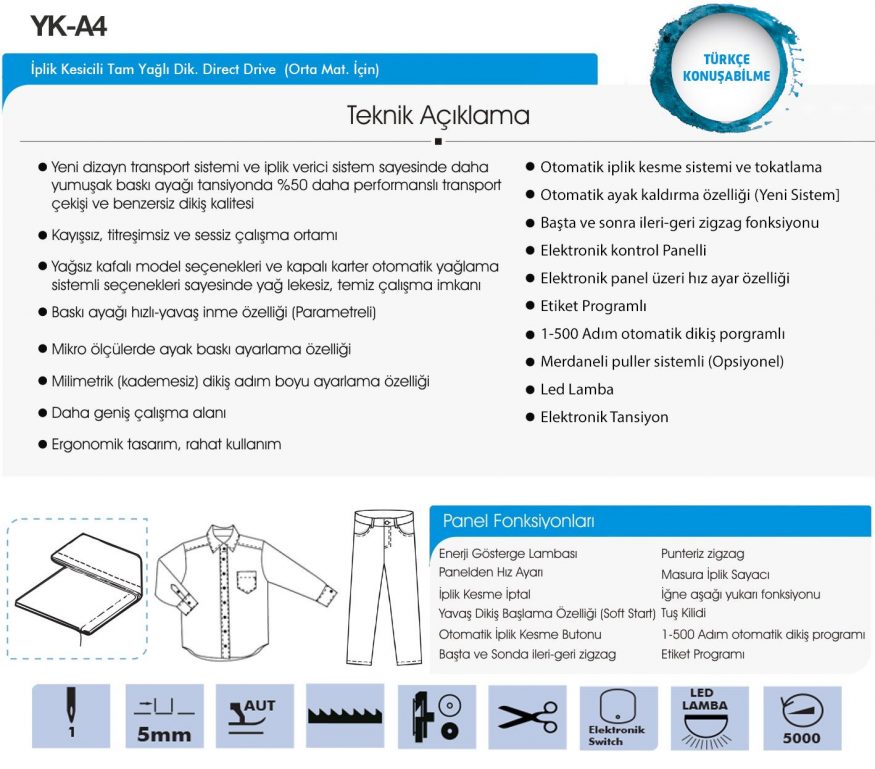 YK-A4
İplik Kesicili Tam Yağlı Dik. Direct Drive (Orta Mat. İçin)
TÜRKÇE
KONUŞABİLME
Teknik Açıklama
● Yeni dizayn transport sistemi ve iplik verici sistem sayesinde daha
yumuşak baskı ayağı tansiyonda %50 daha performanslı transport
çekişi ve benzersiz dikiş kalitesi
● Kayışsız, titreşimsiz ve sessiz çalışma ortamı
● Yağsız kafalı model seçenekleri ve kapalı karter otomatik yağlama
sistemli seçenekleri sayesinde yağ lekesiz, temiz çalışma imkanı
● Baskı ayağı hızlı-yavaş inme özelliği (Parametreli)
● Mikro ölçülerde ayak baskı ayarlama özelliği
● Milimetrik (kademesiz) dikiş adım boyu ayarlama özelliği
● Daha geniş çalışma alanı
● Ergonomik tasarım, rahat kullanım
● Otomatik iplik kesme sistemi ve tokatlama
● Otomatik ayak kaldırma özelliği (Yeni Sistem]
● Başta ve sonra ileri-geri zigzag fonksiyonu
● Elektronik kontrol Panelli
● Elektronik panel üzeri hız ayar özelliği
● Etiket Programlı
● 1-500 Adım otomatik dikiş porgramlı
● Merdaneli puller sistemli (Opsiyonel)
● Led Lamba
● Elektronik Tansiyon
Panel Fonksiyonları
Enerji Gösterge Lambası
Panelden Hız Ayarı
İplik Kesme İptal
Yavaş Dikiş Başlama Özelliği (Soft Start)
Otomatik İplik Kesme Butonu
Başta ve Sonda ileri-geri zigzag
Punteriz zigzag
Masura İplik Sayacı
İğne aşağı yukarı fonksiyonu
Tuş Kilidi
1-500 Adım otomatik dikiş programı
Etiket Programı
1
5mm
AUT
Elektronik
Switch
LED
LAMBA
5000